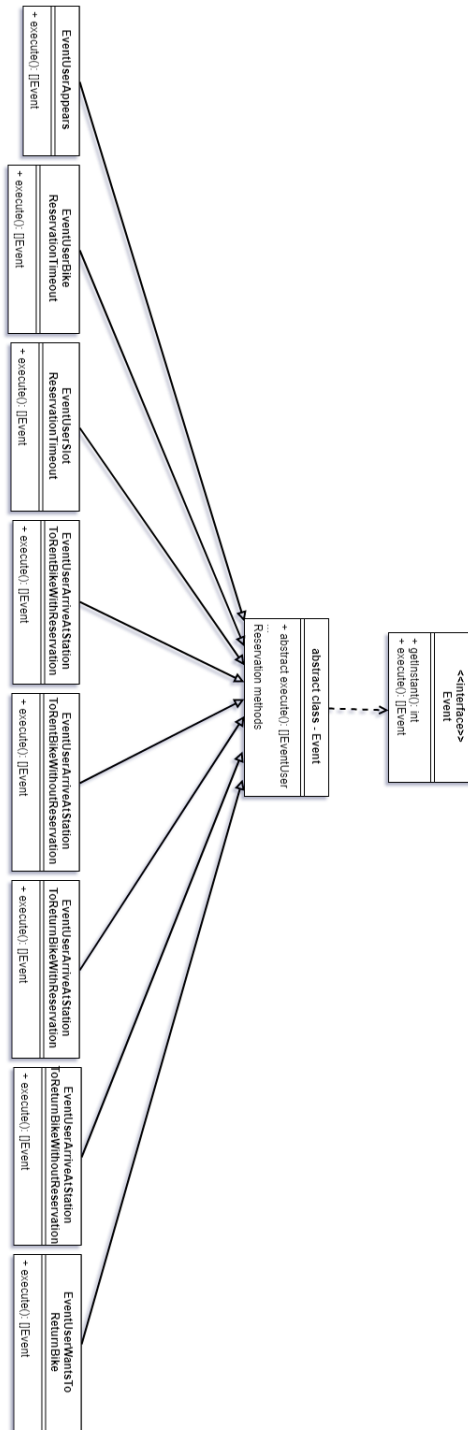 <<interface>>
Event
+ getInstant(): int
+ execute(): []Event
abstract class - Event
+ abstract execute(): []EventUser
...
Reservation methods
EventUserAppears
+ execute(): []Event
EventUserBike
ReservationTimeout
+ execute(): []Event
EventUserSlot
ReservationTimeout
+ execute(): []Event
EventUserArriveAtStation
ToRentBikeWithReservation
+ execute(): []Event
EventUserArriveAtStation
ToRentBikeWithoutReservation
+ execute(): []Event
EventUserArriveAtStation
ToReturnBikeWithReservation
+ execute(): []Event
EventUserArriveAtStation
ToReturnBikeWithoutReservation
+ execute(): []Event
EventUserWantsTo
ReturnBike
+ execute(): []Event